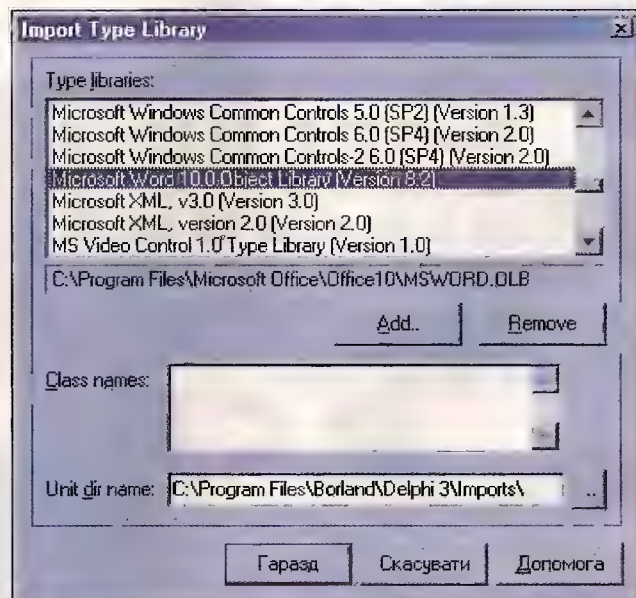 Import Type Library
Type libraries:
Microsoft Windows Common Controls 5.0 (SP2) (Version 1.3)
Microsoft Windows Common Controls 6.0 (SP4) (Version 2.0)
Microsoft Windows Common Controls-2 6.0 (SP4) (Version 2.0)
Microsoft Word 10.0 Object Library (Version 8.2)
Microsoft XML, v3.0 (Version 3.0)
Microsoft XML, version 2.0 (Version 2.0)
MS Video Control 1.0 Type Library (Version 1.0)
C:\Program Files\Microsoft Office\Office10\MSWORD.OLB
Add..
Remove
Class names:
Unit dir name: C:\Program Files\Borland\Delphi 3\Imports\ ..
Гаразд
Скасувати
Допомога